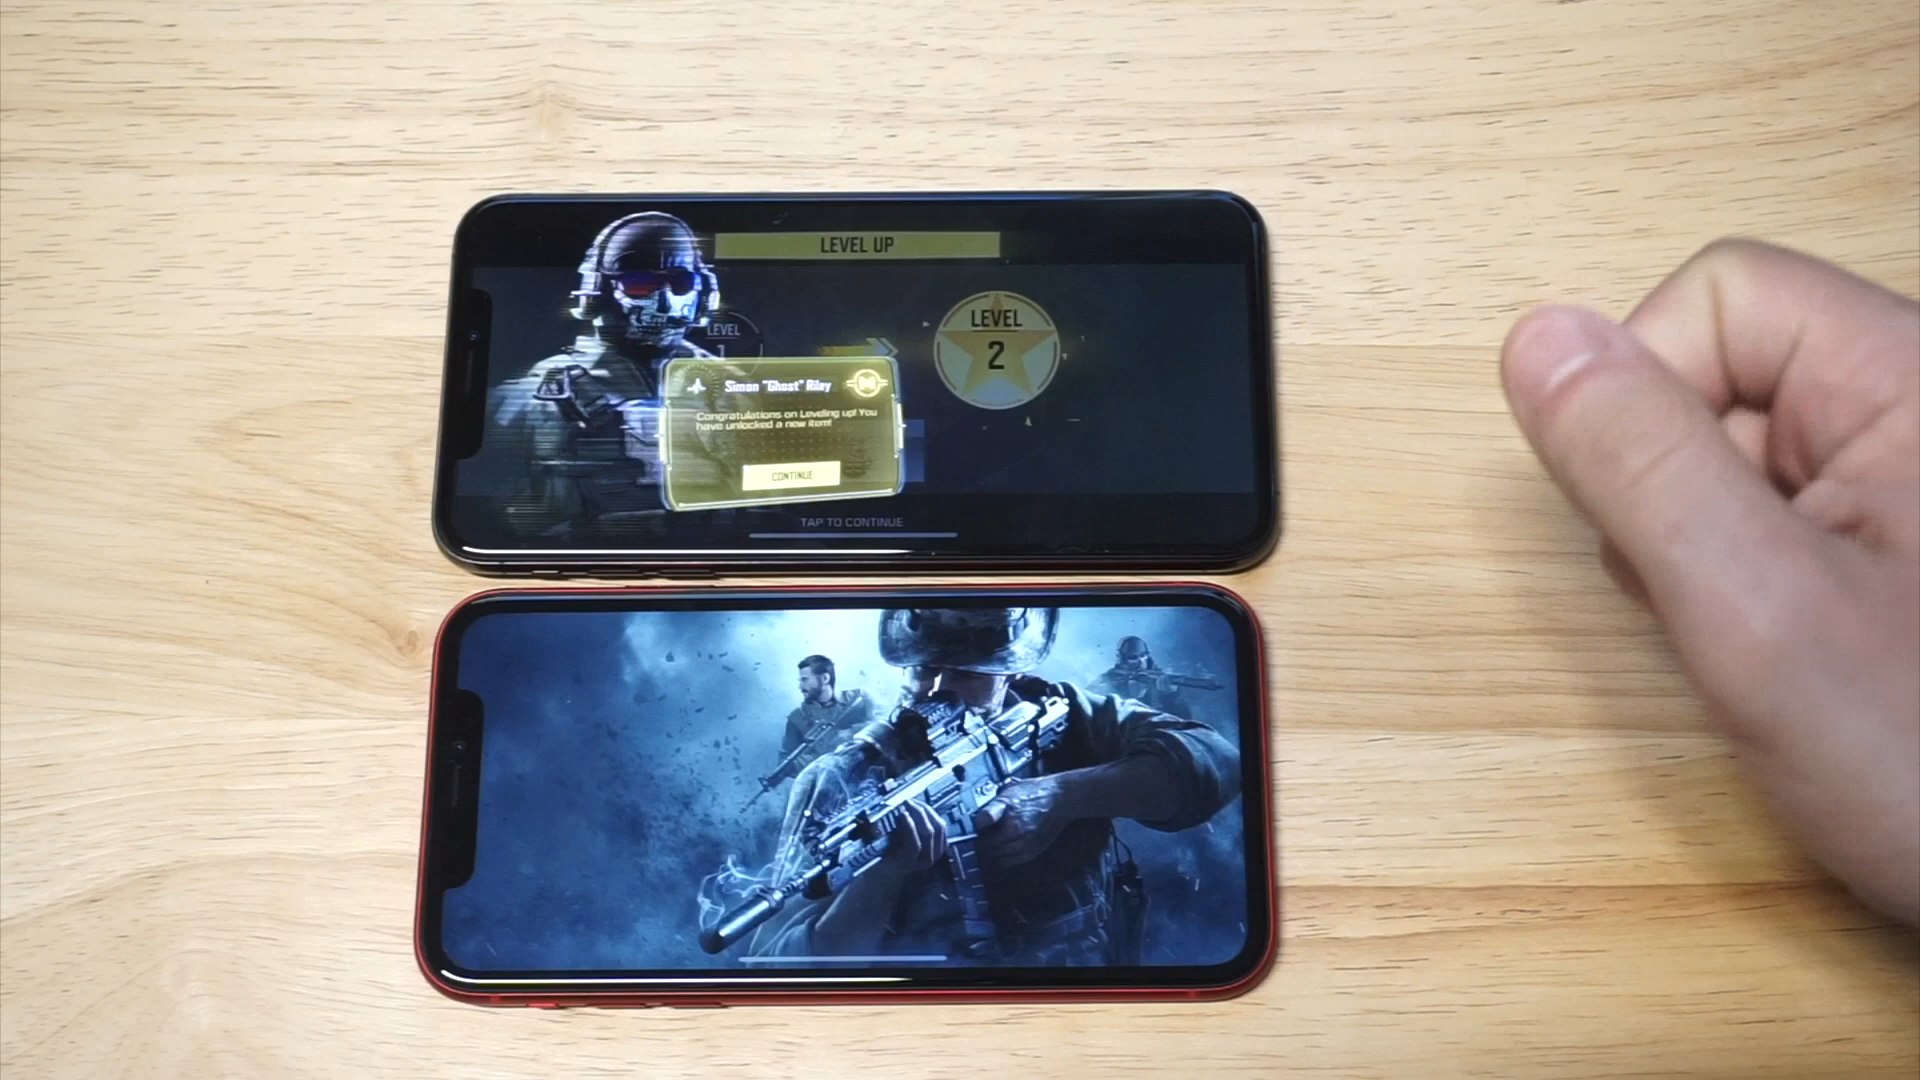 LEVEL UP
LEVEL
1
LEVEL
2
Simon "Ghost" Riley
Congratulations on Leveling up! You
have unlocked a new item!
CONTINUE
TAP TO CONTINUE